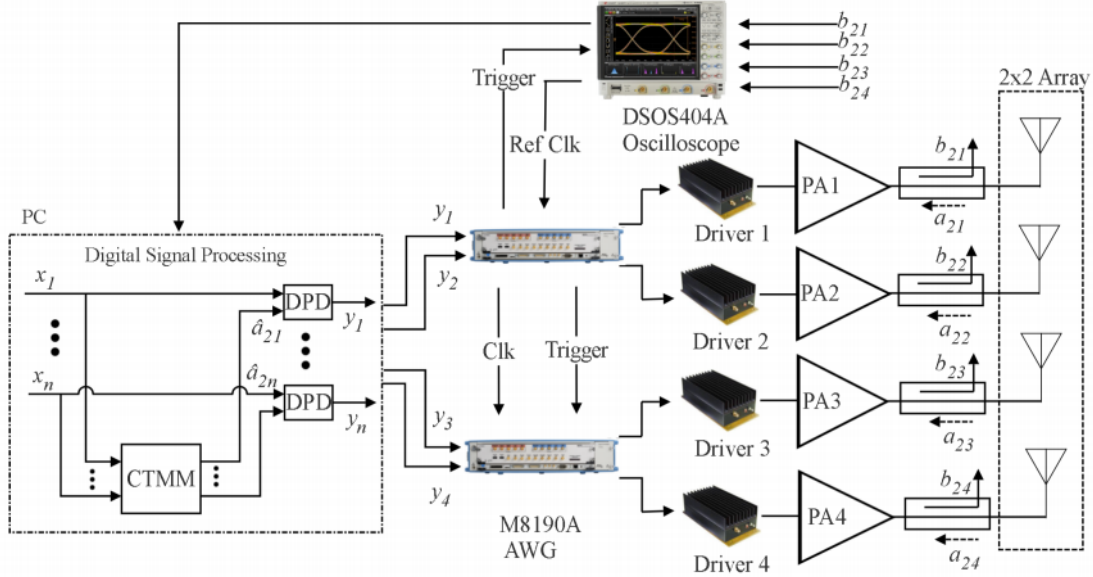 b21
b22
b23
b24
Trigger
Ref Clk
DSOS404A
Oscilloscope
2x2 Array
PC
Digital Signal Processing
x1
xn
â21
â2n
DPD
y1
DPD
yn
CTMM
y1
y2
y3
y4
Clk
Trigger
M8190A
AWG
Driver 1
Driver 2
Driver 3
Driver 4
PA1
b21
a21
PA2
b22
a22
PA3
b23
a23
PA4
b24
a24